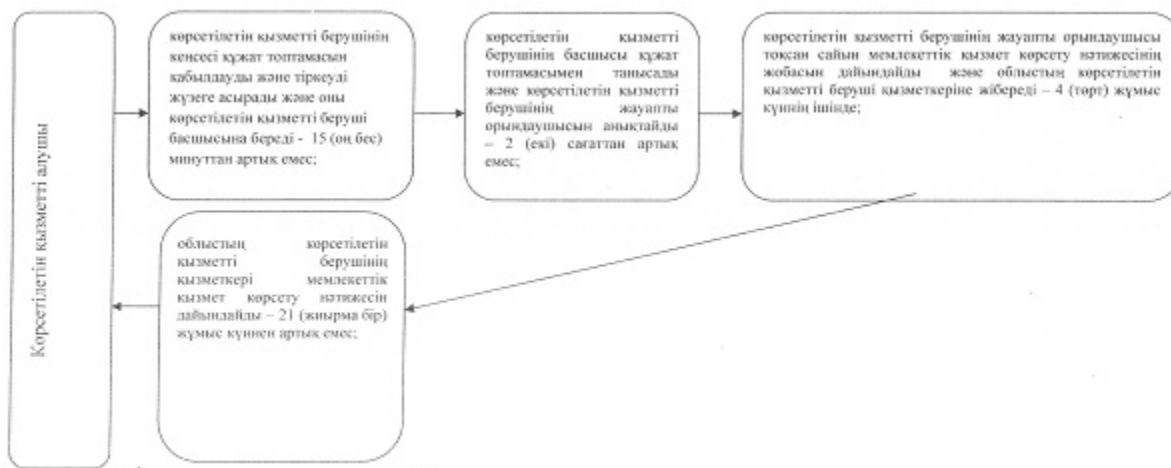 Көрсетілетін қызметті алушы
көрсетілетін қызметті берушінің
кеңсесі құжат топтамасын
қабылдауды және тіркеуді
жүзеге асырады және оны
көрсетілетін қызметті беруші
басшысына береді - 15 (он бес)
минуттан артық емес;
көрсетілетін қызметті
берушінің басшысы құжат
топтамасымен танысады
және көрсетілетін қызметті
берушінің жауапты
орындаушысын анықтайды
– 2 (екі) сағаттан артық
емес;
көрсетілетін қызметті берушінің жауапты орындаушысы
тоқсан сайын мемлекеттік қызмет көрсету нәтижесінің
жобасын дайындайды және облыстың көрсетілетін
қызметті беруші қызметкеріне жібереді – 4 (төрт) жұмыс
күннің ішінде;
облыстың көрсетілетін
қызметті берушінің
қызметкері мемлекеттік
қызмет көрсету нәтижесін
дайындайды – 21 (жиырма бір)
жұмыс күннен артық емес;